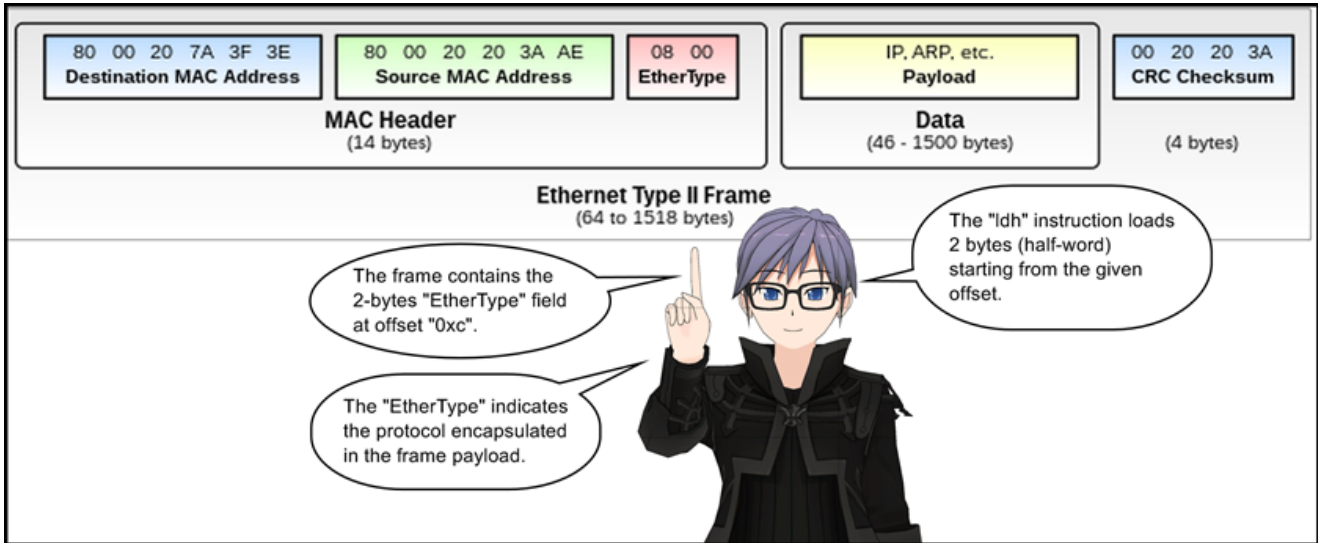 80 00 20 7A 3F 3E
Destination MAC Address
80 00 20 20 3A AE
Source MAC Address
08 00
EtherType
MAC Header
(14 bytes)
IP, ARP, etc.
Payload
Data
(46 - 1500 bytes)
00 20 20 3A
CRC Checksum
(4 bytes)
Ethernet Type II Frame
(64 to 1518 bytes)
The frame contains the
2-bytes "EtherType" field
at offset "0xc".
The "ldh" instruction loads
2 bytes (half-word)
starting from the given
offset.
The "EtherType" indicates
the protocol encapsulated
in the frame payload.